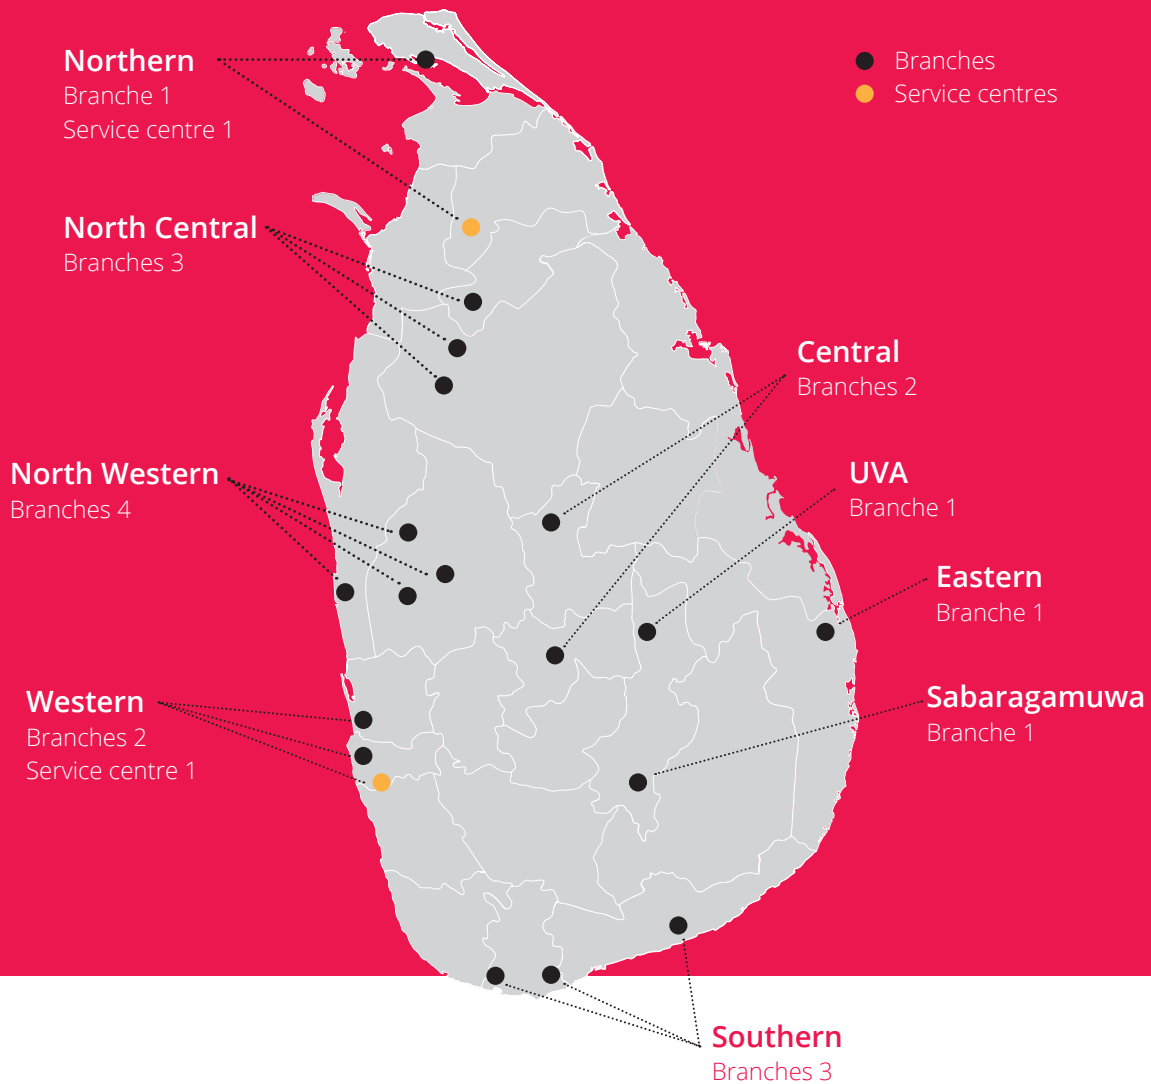 Northern
Branche 1
Service centre 1
Branches
Service centres
North Central
Branches 3
Central
Branches 2
North Western
Branches 4
UVA
Branche 1
Eastern
Branche 1
Western
Branches 2
Service centre 1
Sabaragamuwa
Branche 1
Southern
Branches 3